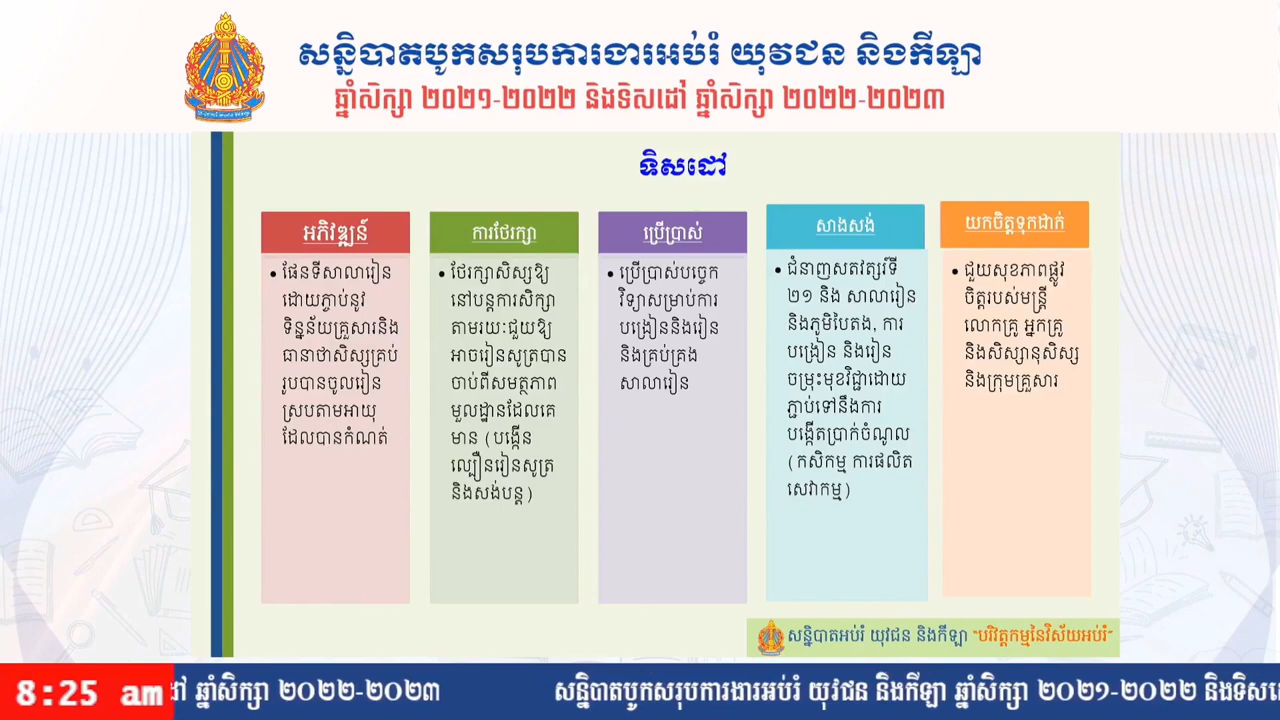 សន្និបាតបូកសរុបការងារអប់រំ យុវជន និងកីឡា
ឆ្នាំសិក្សា ២០២១-២០២២ និងទិសដៅ ឆ្នាំសិក្សា ២០២២-២០២៣
ទិសដៅ
អភិវឌ្ឍន៍
• ផែនទីសាលារៀន
ដោយភ្ចាប់នូវ
ទិន្នន័យគ្រួសារនិង
ធានាថាសិស្សគ្រប់
រូបបានចូលរៀន
ស្របតាមអាយុ
ដែលបានកំណត់
ការថែរក្សា
• ថែរក្សាសិស្សឱ្យ
នៅបន្តការសិក្សា
តាមរយៈជួយឱ្យ
អាចរៀនសូត្របាន
ចាប់ពីសមត្ថភាព
មូលដ្ឋានដែលគេ
មាន (បង្កើន
ល្បឿនរៀនសូត្រ
និងសង់បន្ត)
ប្រើប្រាស់
• ប្រើប្រាស់បច្ចេក
វិទ្យាសម្រាប់ការ
បង្រៀននិងរៀន
និងគ្រប់គ្រង
សាលារៀន
សាងសង់
• ជំនាញសតវត្សរ៍ទី
២១ និង សាលារៀន
និងភូមិបៃតង, ការ
បង្រៀន និងរៀន
ចម្រុះមុខវិជ្ជាដោយ
ភ្ជាប់ទៅនឹងការ
បង្កើតប្រាក់ចំណូល
(កសិកម្ម ការផលិត
សេវាកម្ម)
យកចិត្តទុកដាក់
• ជួយសុខភាពផ្លូវ
ចិត្តរបស់មន្ត្រី
លោកគ្រូ អ្នកគ្រូ
និងសិស្សានុសិស្ស
និងក្រុមគ្រួសារ
សន្និបាតអប់រំ យុវជន និងកីឡា "បរិវត្តកម្មនៃវិស័យអប់រំ"
8:25 am
ដៅ ឆ្នាំសិក្សា ២០២២-២០២៣ សន្និបាតបូកសរុបការងារអប់រំ យុវជន និងកីឡា ឆ្នាំសិក្សា ២០២១-២០២២ និងទិសដៅ